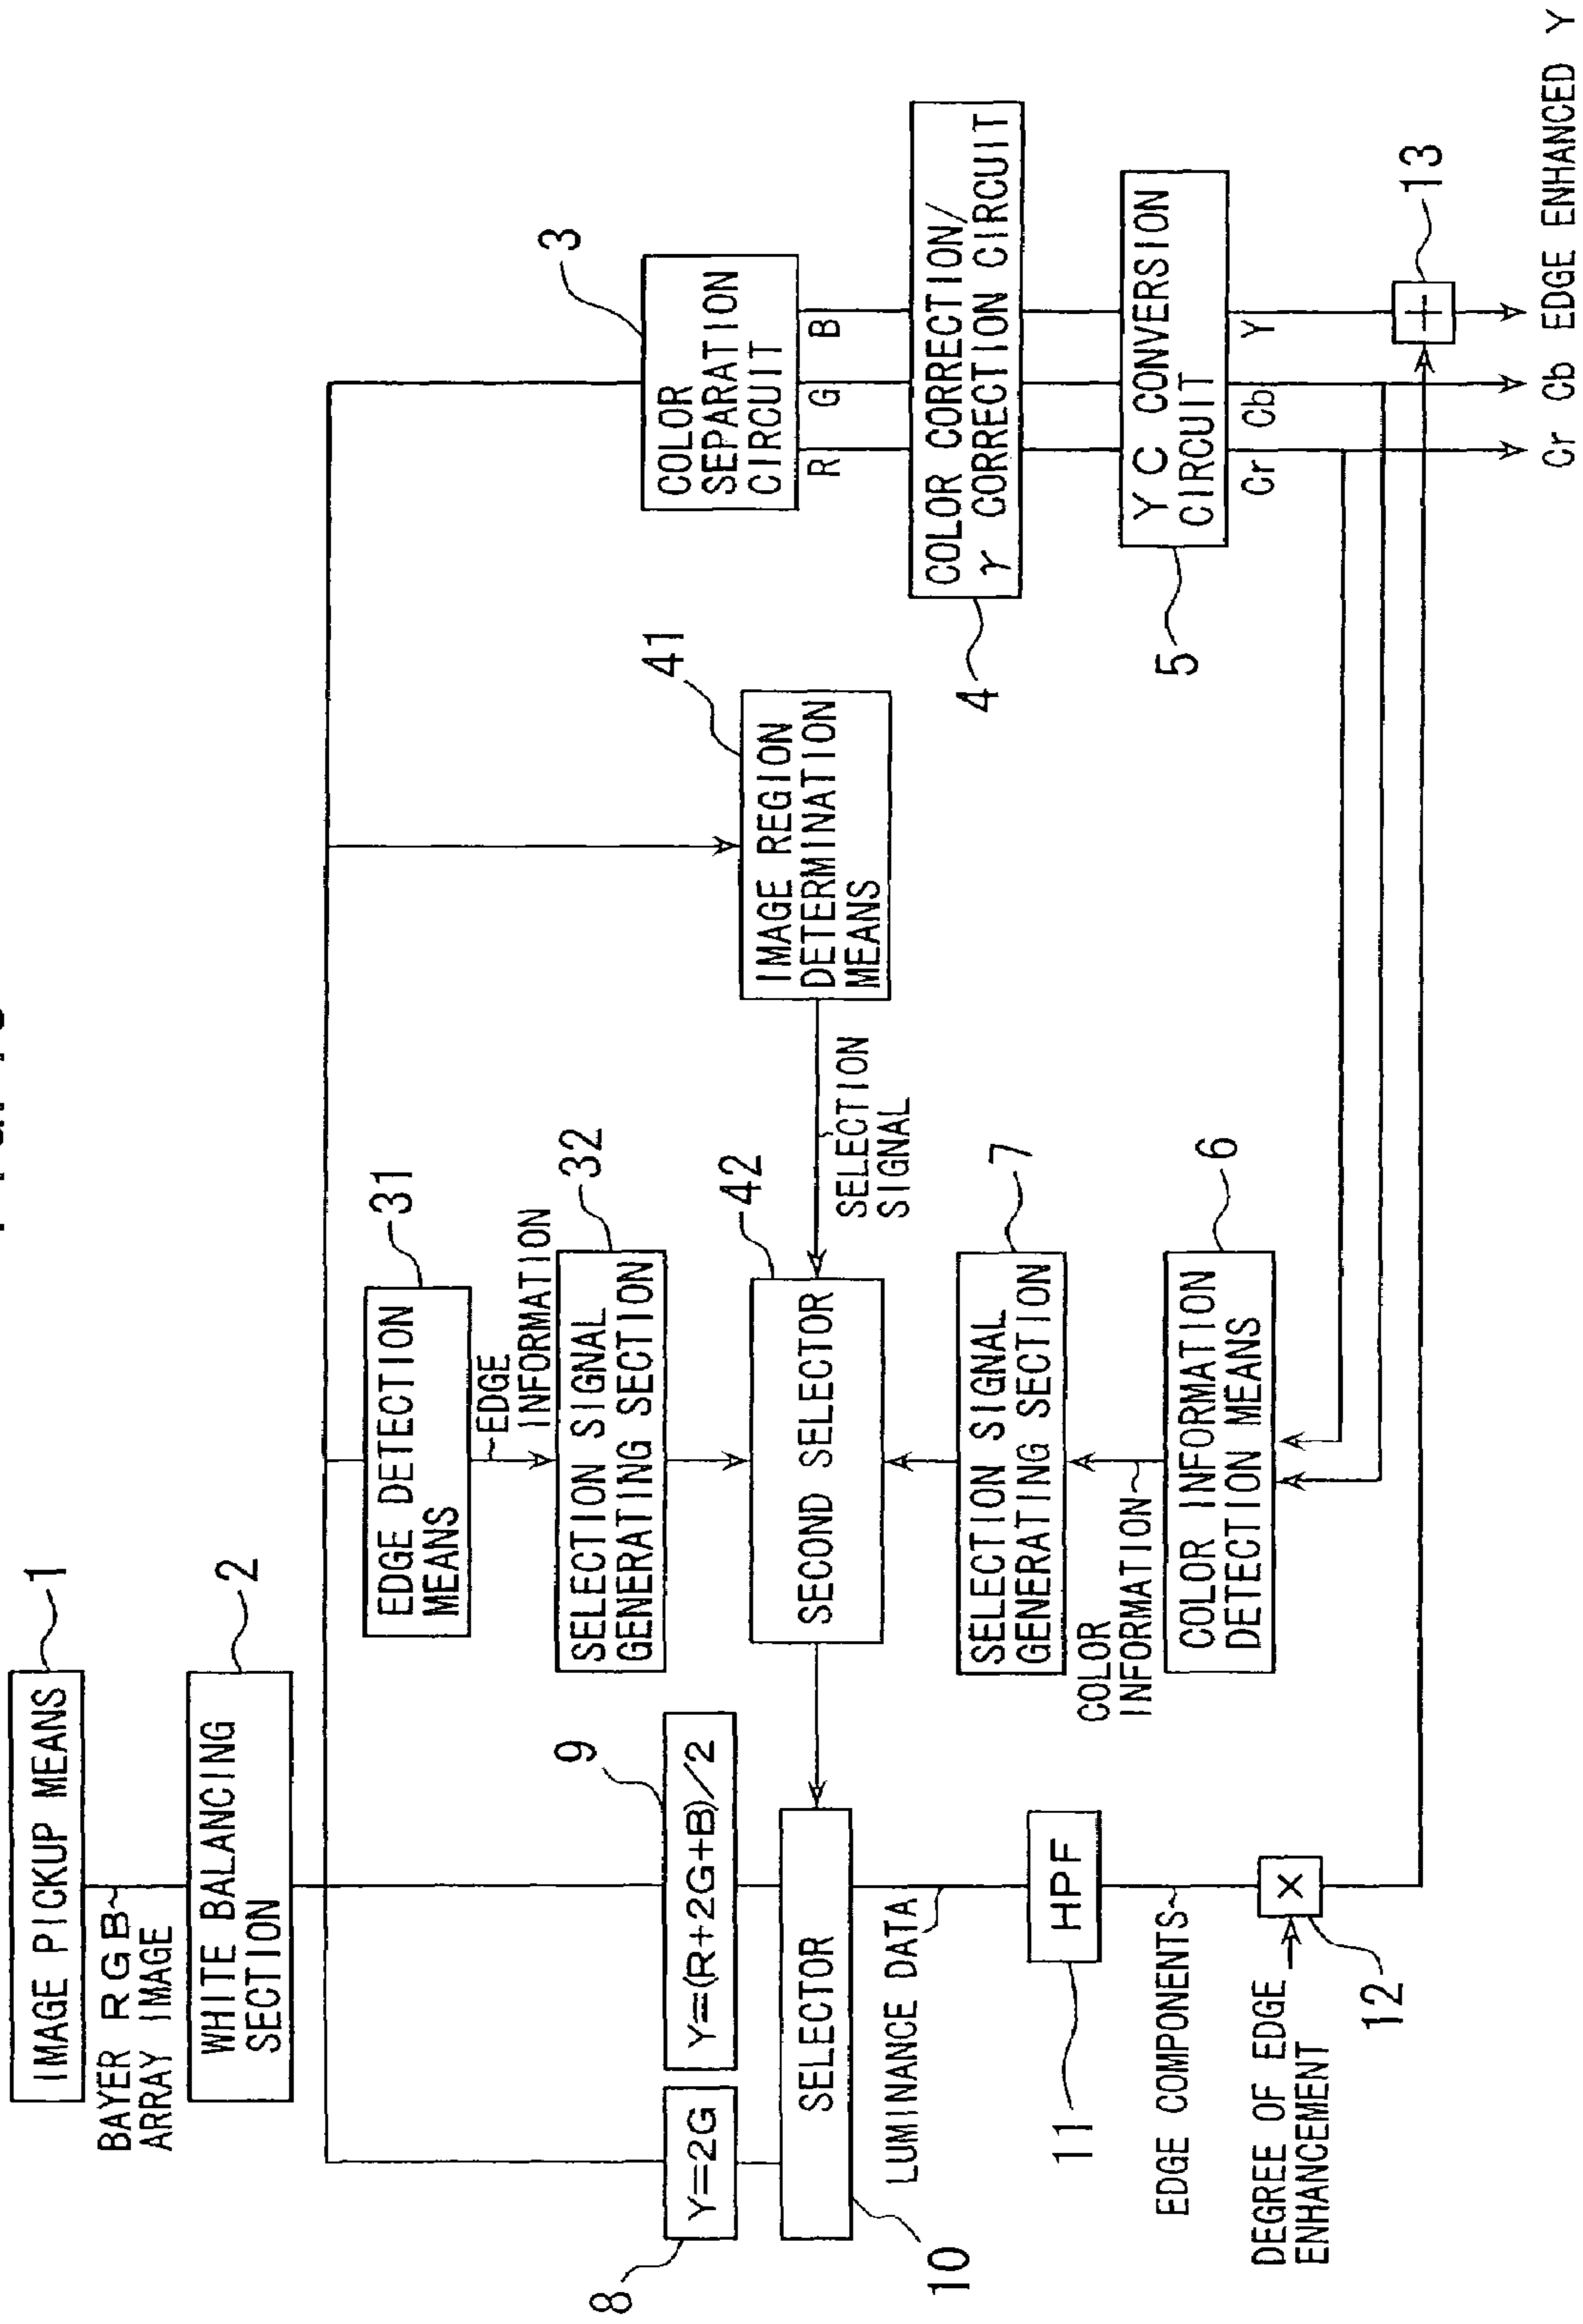 1
IMAGE PICKUP MEANS
BAYER RGB
ARRAY IMAGE
2
WHITE BALANCING
SECTION
31
EDGE DETECTION
MEANS
EDGE
INFORMATION
32
SELECTION SIGNAL
GENERATING SECTION
42
SECOND SELECTOR
SELECTION
SIGNAL
41
IMAGE REGION
DETERMINATION
MEANS
3
COLOR
SEPARATION
CIRCUIT
R G B
4
COLOR CORRECTION/
γ CORRECTION CIRCUIT
5
YC CONVERSION
CIRCUIT
Cr Cb Y
8
Y=2G
9
Y=(R+2G+B)/2
10
SELECTOR
LUMINANCE DATA
7
SELECTION SIGNAL
GENERATING SECTION
COLOR
INFORMATION
6
COLOR INFORMATION
DETECTION MEANS
11
HPF
EDGE COMPONENTS
DEGREE OF EDGE
ENHANCEMENT
×
12
+
13
Cr Cb EDGE ENHANCED Y